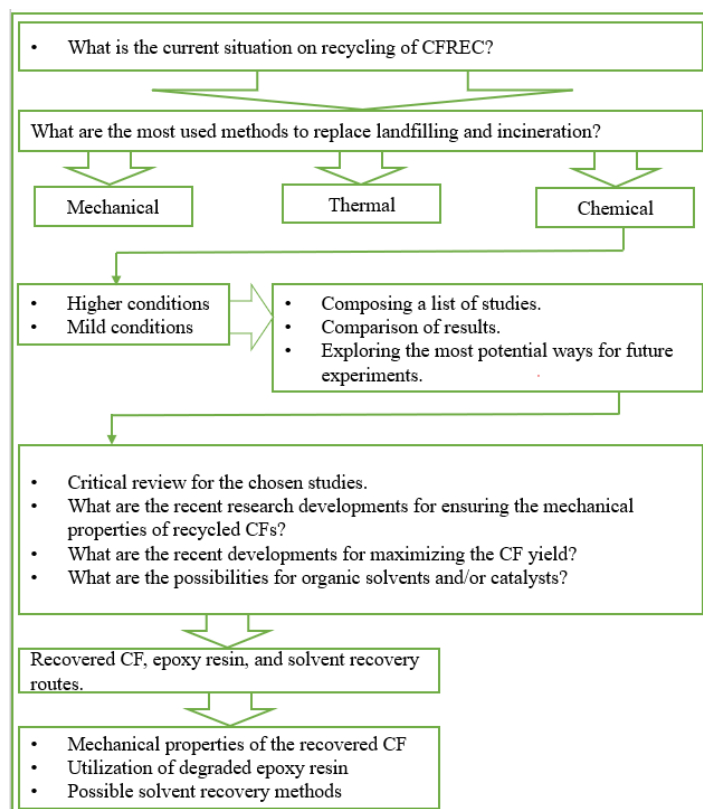 • What is the current situation on recycling of CFREC?
What are the most used methods to replace landfilling and incineration?
Mechanical
Thermal
Chemical
• Higher conditions
• Mild conditions
• Composing a list of studies.
• Comparison of results.
• Exploring the most potential ways for future
experiments.
• Critical review for the chosen studies.
• What are the recent research developments for ensuring the mechanical
properties of recycled CFs?
• What are the recent developments for maximizing the CF yield?
• What are the possibilities for organic solvents and/or catalysts?
Recovered CF, epoxy resin, and solvent recovery
routes.
• Mechanical properties of the recovered CF
• Utilization of degraded epoxy resin
• Possible solvent recovery methods